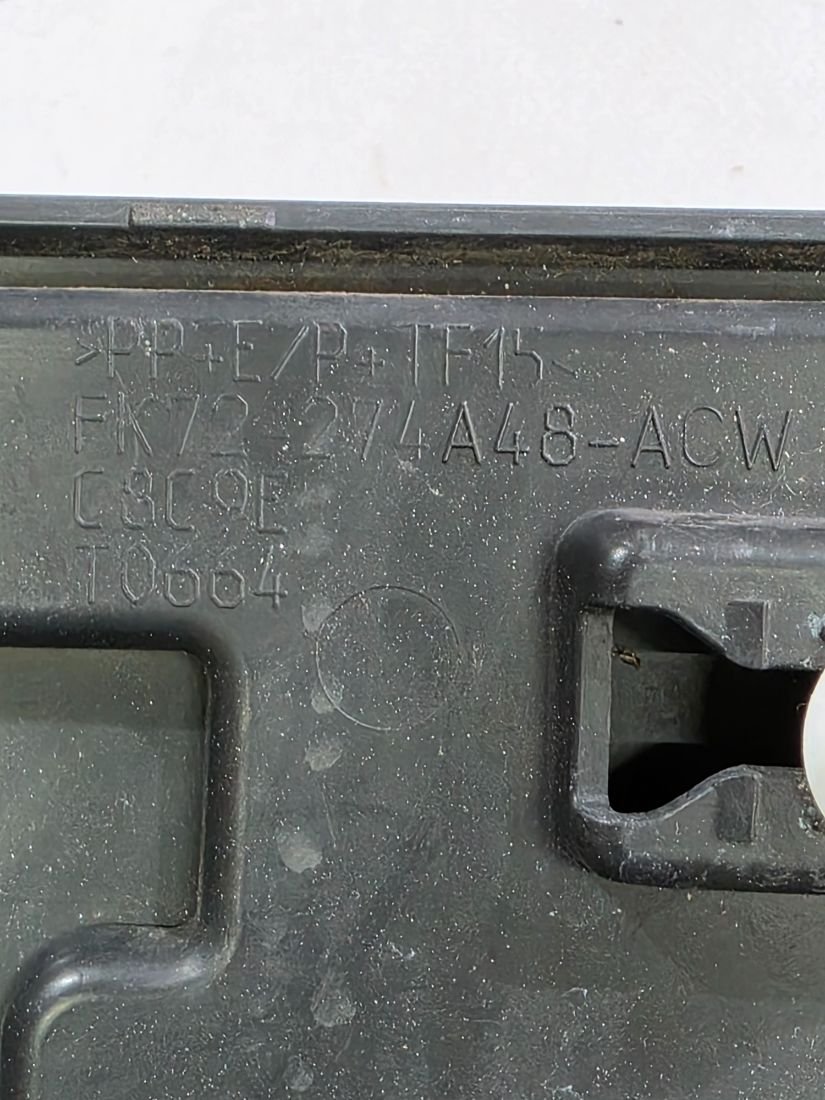 >PP+E/P+TF15<
FK72-274A48-ACW
C8C9E
T0664